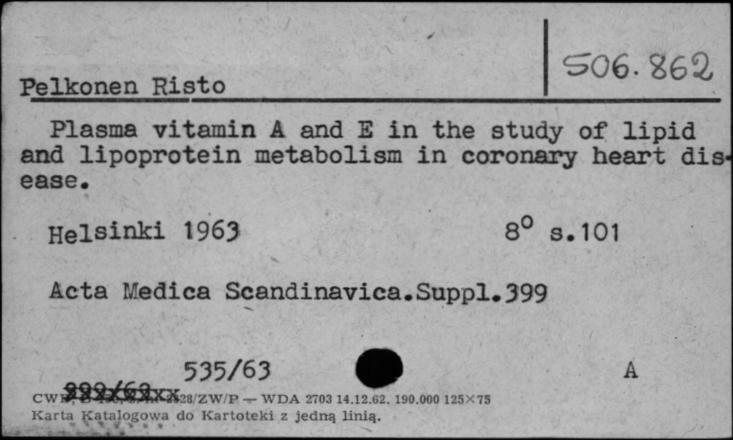 506.862
Pelkonen Risto
Plasma vitamin A and E in the study of lipid
and lipoprotein metabolism in coronary heart dis-
ease.
Helsinki 1963 8° s.101
Acta Medica Scandinavica.Suppl.399
535/63 A
28/ZW/P — WDA 2703 14.12.62. 190.000 125×75
Karta Katalogowa do Kartoteki z jedną linią.